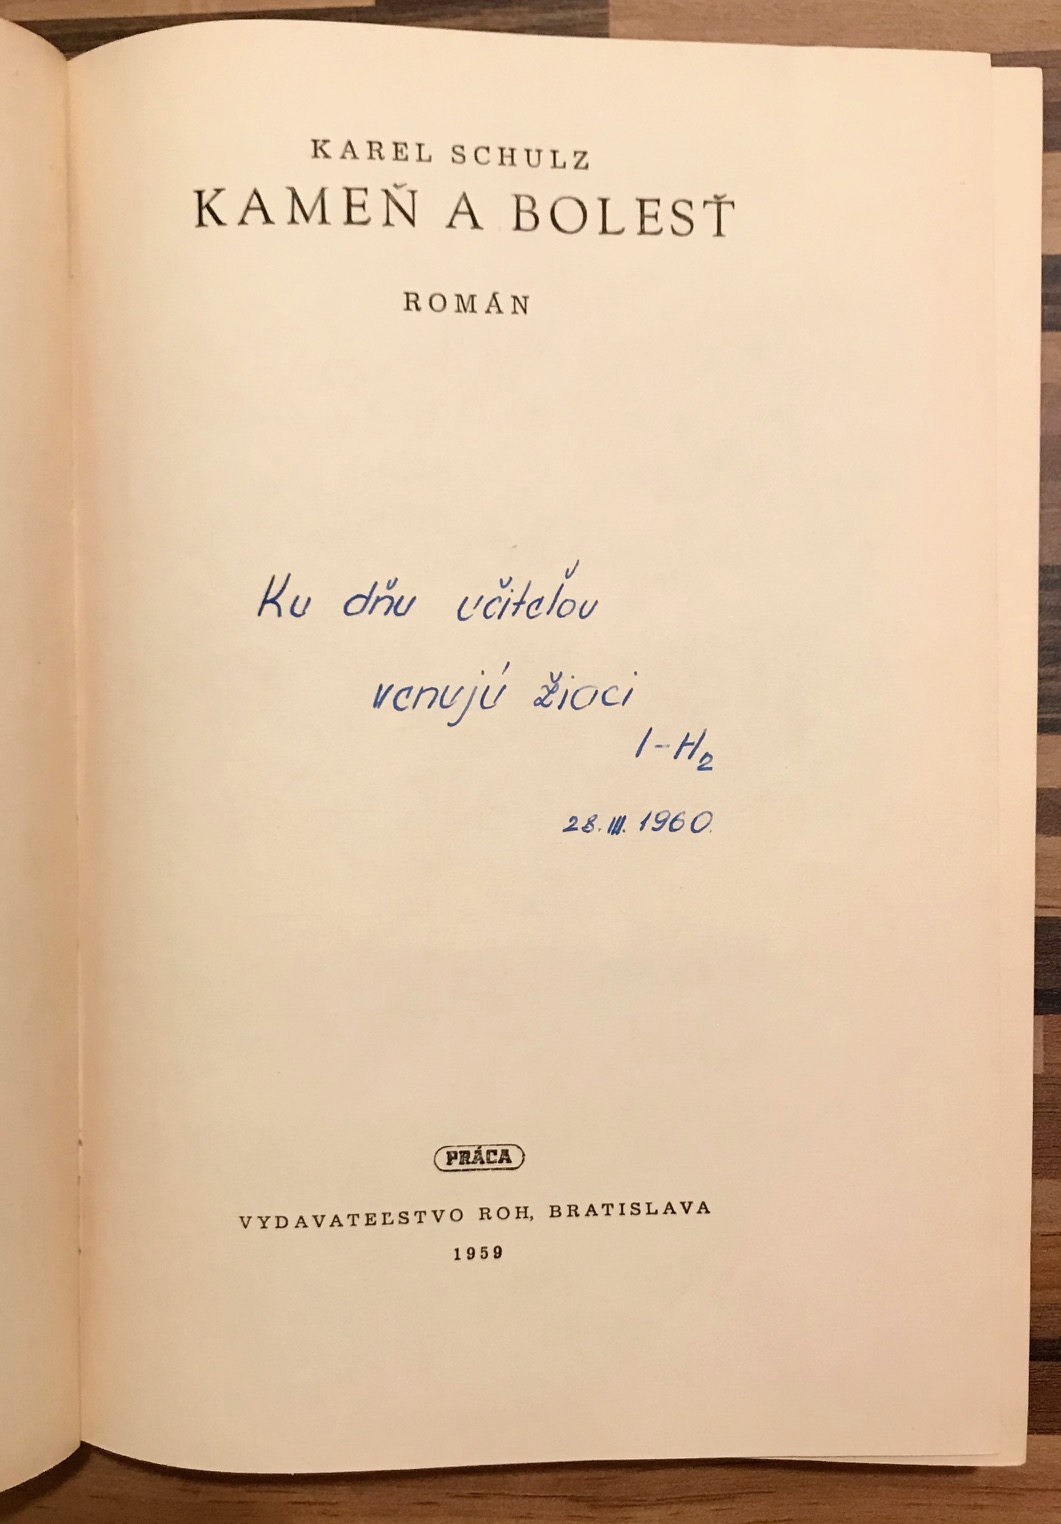 KAREL SCHULZ
KAMEŇ A BOLESŤ
ROMÁN
Ku dňu učiteľov
venujú žiaci
I-H2
28. III. 1960.
PRÁCA
VYDAVATEĽSTVO ROH, BRATISLAVA
1959